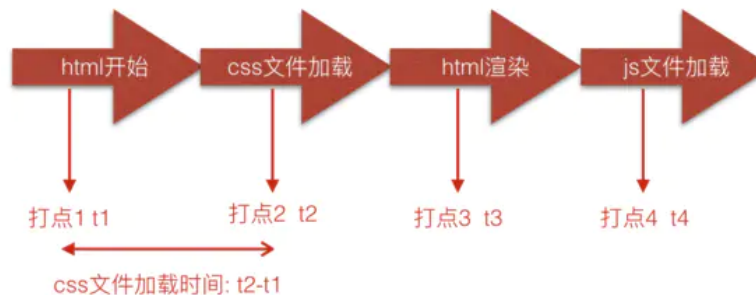 html开始
css文件加载
html渲染
js文件加载
打点1 t1
打点2 t2
打点3 t3
打点4 t4
css文件加载时间: t2-t1